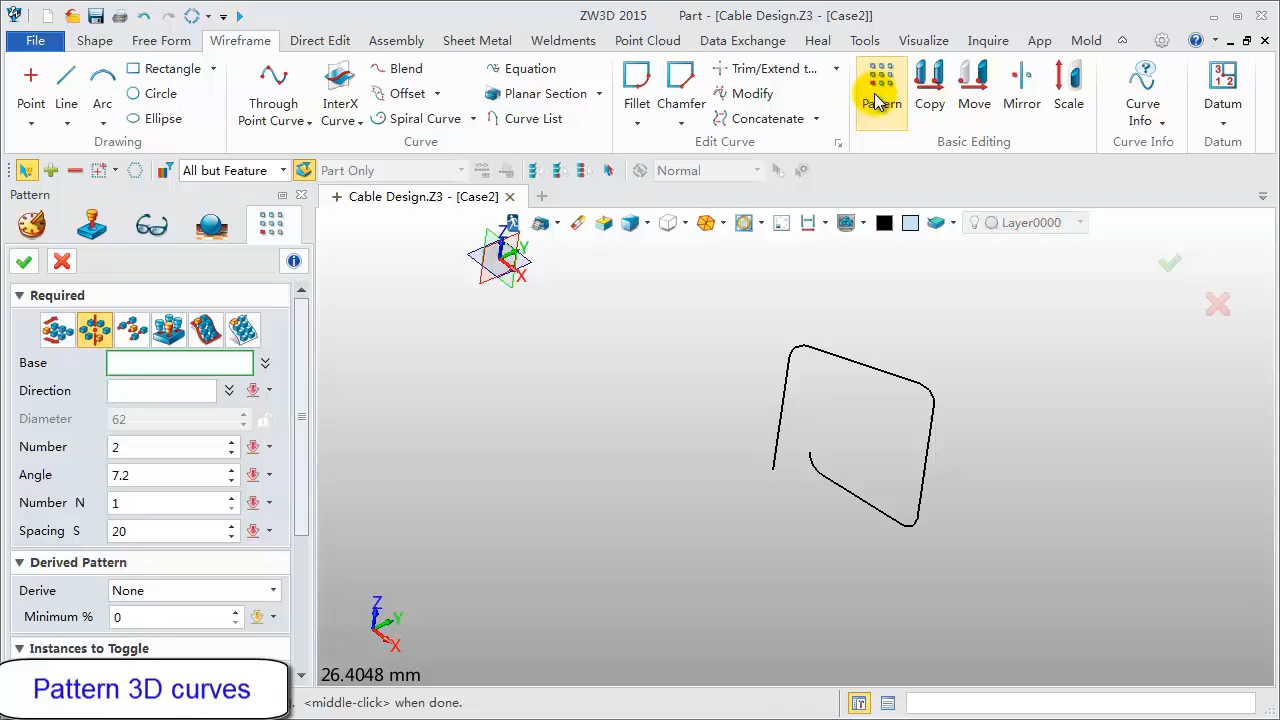 ZW3D 2015 Part - [Cable Design.Z3 - [Case2]]
File Shape Free Form Wireframe Direct Edit Assembly SheetMetal Weldments Point Cloud Data Exchange Heal Tools Visualize Inquire App Mold
Point Line Arc Rectangle Circle Ellipse
Drawing
Through Point Curve InterX Curve Blend Offset Spiral Curve Equation Planar Section Curve List
Curve
Fillet Chamfer Trim/Extend t... Modify Concatenate
Edit Curve
Pattern Copy Move Mirror Scale
Basic Editing
Curve Info
Curve Info
Datum
Datum
All but Feature Part Only Normal
Pattern
Cable Design.Z3 - [Case2]
Layer0000
Required
Base
Direction
Diameter 62
Number 2
Angle 7.2
Number N 1
Spacing S 20
Derived Pattern
Derive None
Minimum % 0
Instances to Toggle
Z
Y
X
Z
Y
X
26.4048 mm
Pattern 3D curves
<middle-click> when done.